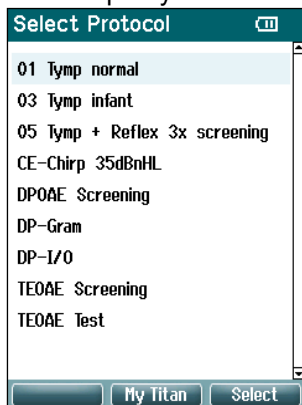 Select Protocol
01 Tymp normal
03 Tymp infant
05 Tymp + Reflex 3x screening
CE-Chirp 35dBnHL
DPOAE Screening
DP-Gram
DP-I/O
TEOAE Screening
TEOAE Test
My Titan Select